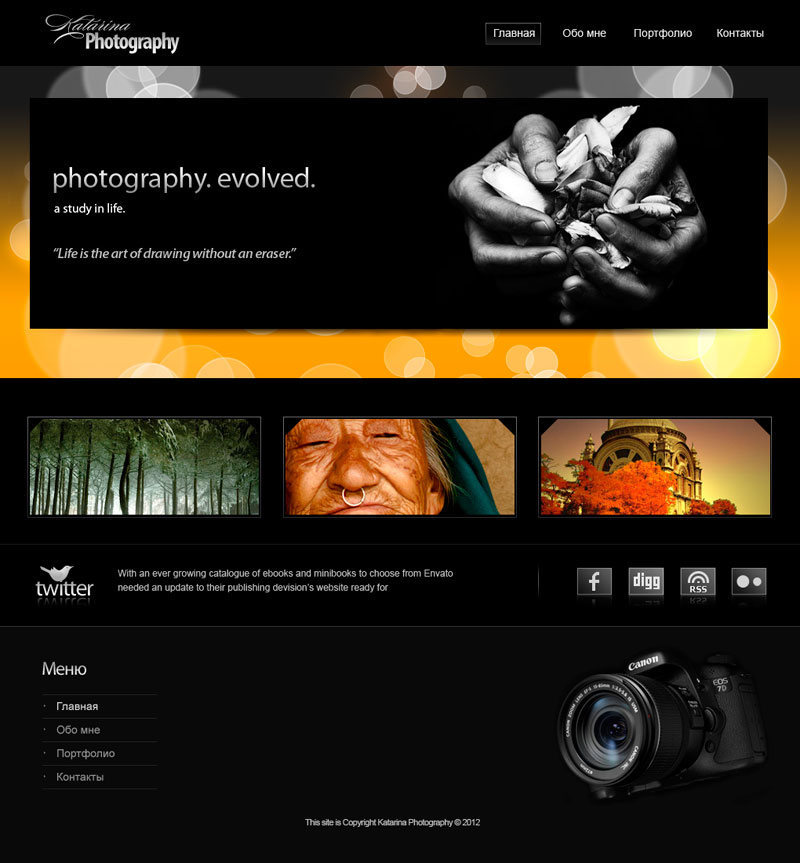 Katarina
Photography
Главная
Обо мне
Портфолио
Контакты
photography. evolved.
a study in life.
“Life is the art of drawing without an eraser.”
twitter
With an ever growing catalogue of ebooks and minibooks to choose from Envato
needed an update to their publishing devision's website ready for
f
digg
RSS
Меню
Главная
Обо мне
Портфолио
Контакты
Canon
EOS
7D
This site is Copyright Katarina Photography © 2012